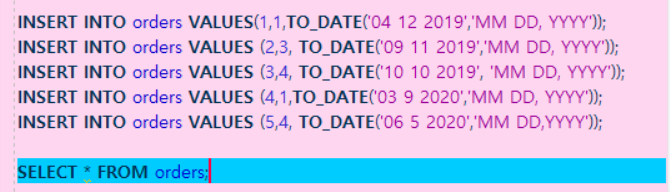 INSERT INTO orders VALUES(1,1,TO_DATE('04 12 2019','MM DD, YYYY'));
INSERT INTO orders VALUES (2,3, TO_DATE('09 11 2019','MM DD, YYYY'));
INSERT INTO orders VALUES (3,4, TO_DATE('10 10 2019', 'MM DD, YYYY'));
INSERT INTO orders VALUES (4,1,TO_DATE('03 9 2020','MM DD, YYYY'));
INSERT INTO orders VALUES (5,4, TO_DATE('06 5 2020','MM DD,YYYY'));
SELECT * FROM orders;